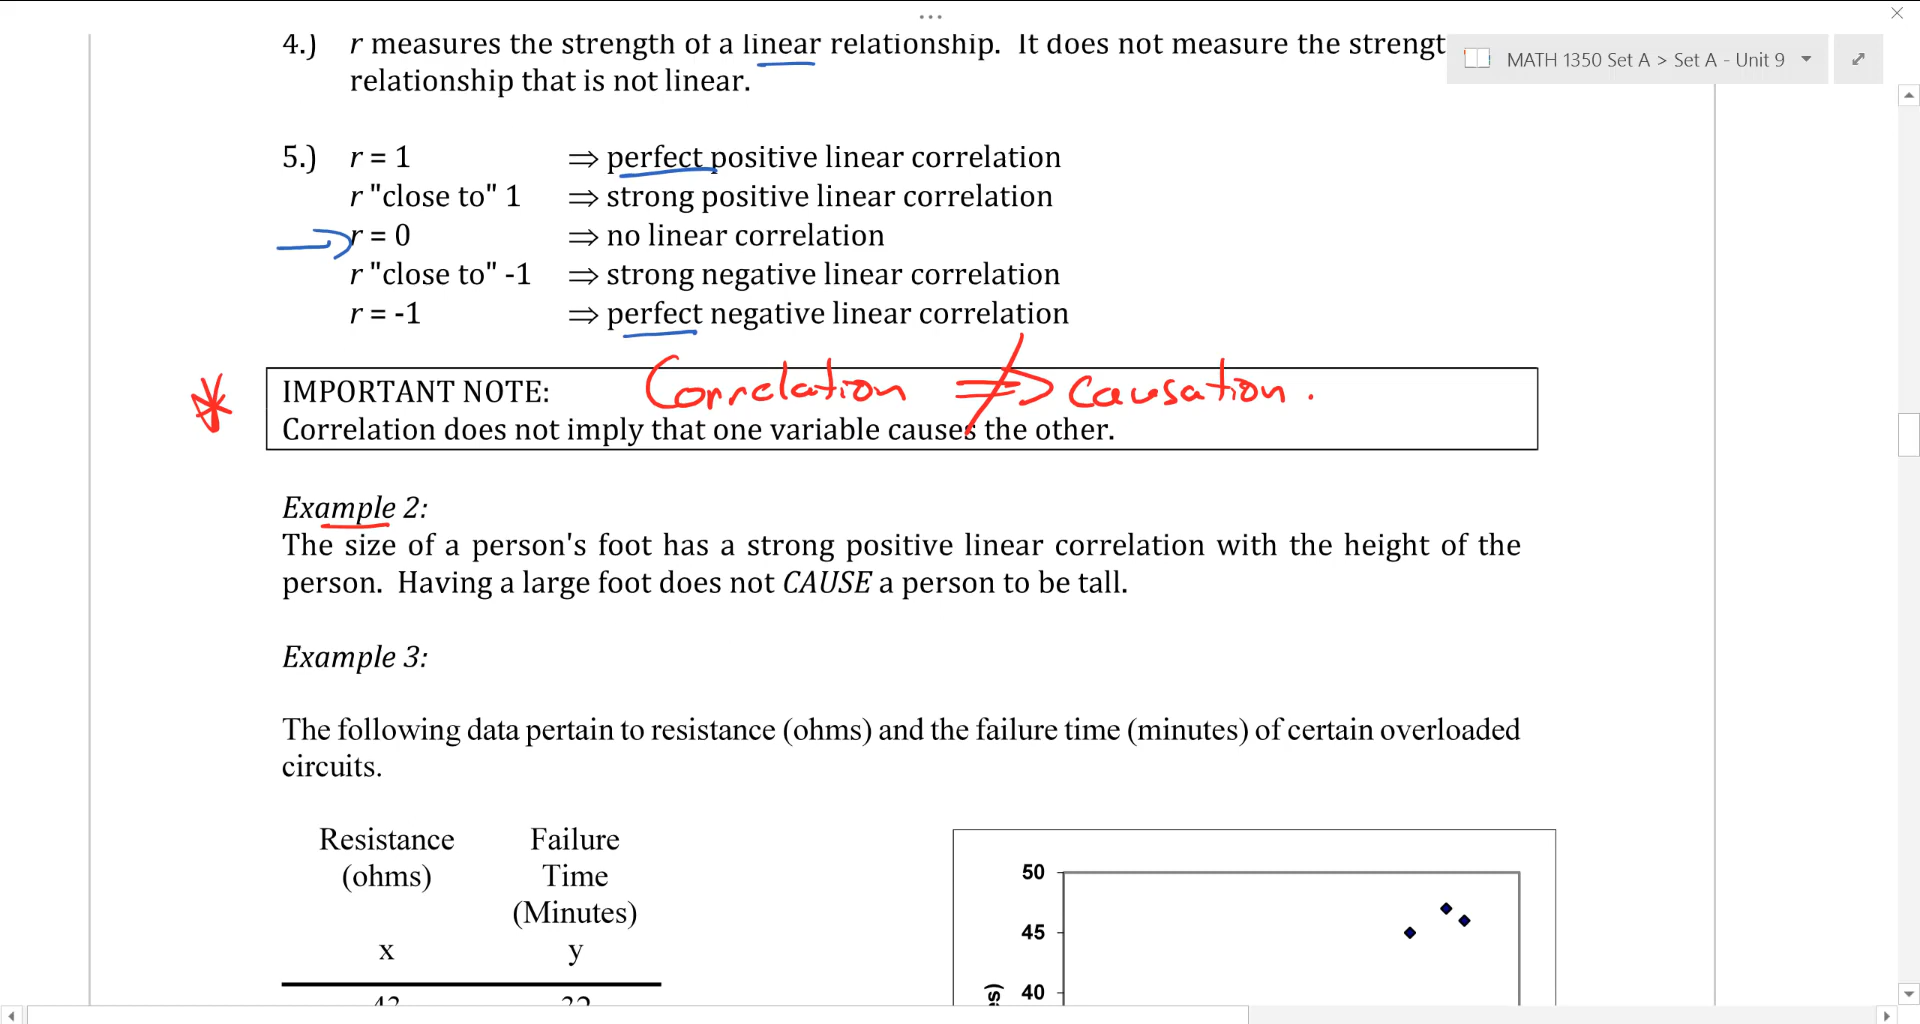 4.) r measures the strength of a linear relationship. It does not measure the strengt
MATH 1350 Set A > Set A - Unit 9
relationship that is not linear.
5.) r = 1 ⇒ perfect positive linear correlation
r "close to" 1 ⇒ strong positive linear correlation
r = 0 ⇒ no linear correlation
r "close to" -1 ⇒ strong negative linear correlation
r = -1 ⇒ perfect negative linear correlation
IMPORTANT NOTE: Correlation ⇏ Causation.
Correlation does not imply that one variable causes the other.
Example 2:
The size of a person's foot has a strong positive linear correlation with the height of the
person. Having a large foot does not CAUSE a person to be tall.
Example 3:
The following data pertain to resistance (ohms) and the failure time (minutes) of certain overloaded
circuits.
Resistance Failure
(ohms) Time
(Minutes)
x y
50
45
40